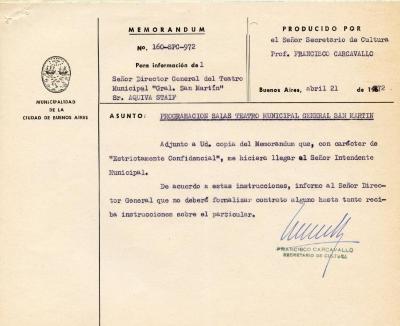 MEMORANDUM
Nº. 160-SPC-972
Para información del
Señor Director General del Teatro
Municipal "Gral. San Martín"
Sr. AQUIVA STAIF
PRODUCIDO POR
el Señor Secretario de Cultura
Prof. FRANCISCO CARCAVALLO
Buenos Aires, abril 21 de 1972.
MUNICIPALIDAD
DE LA
CIUDAD DE BUENOS AIRES
ASUNTO: PROGRAMACION SALAS TEATRO MUNICIPAL GENERAL SAN MARTIN
Adjunto a Ud. copia del Memorandum que, con carácter de
"Estrictamente Confidencial", me hiciera llegar el Señor Intendente
Municipal.
De acuerdo a estas instrucciones, informo al Señor Direc
tor General que no deberá formalizar contrato alguno hasta tanto reci
ba instrucciones sobre el particular.
FRANCISCO CARCAVALLO
SECRETARIO DE CULTURA